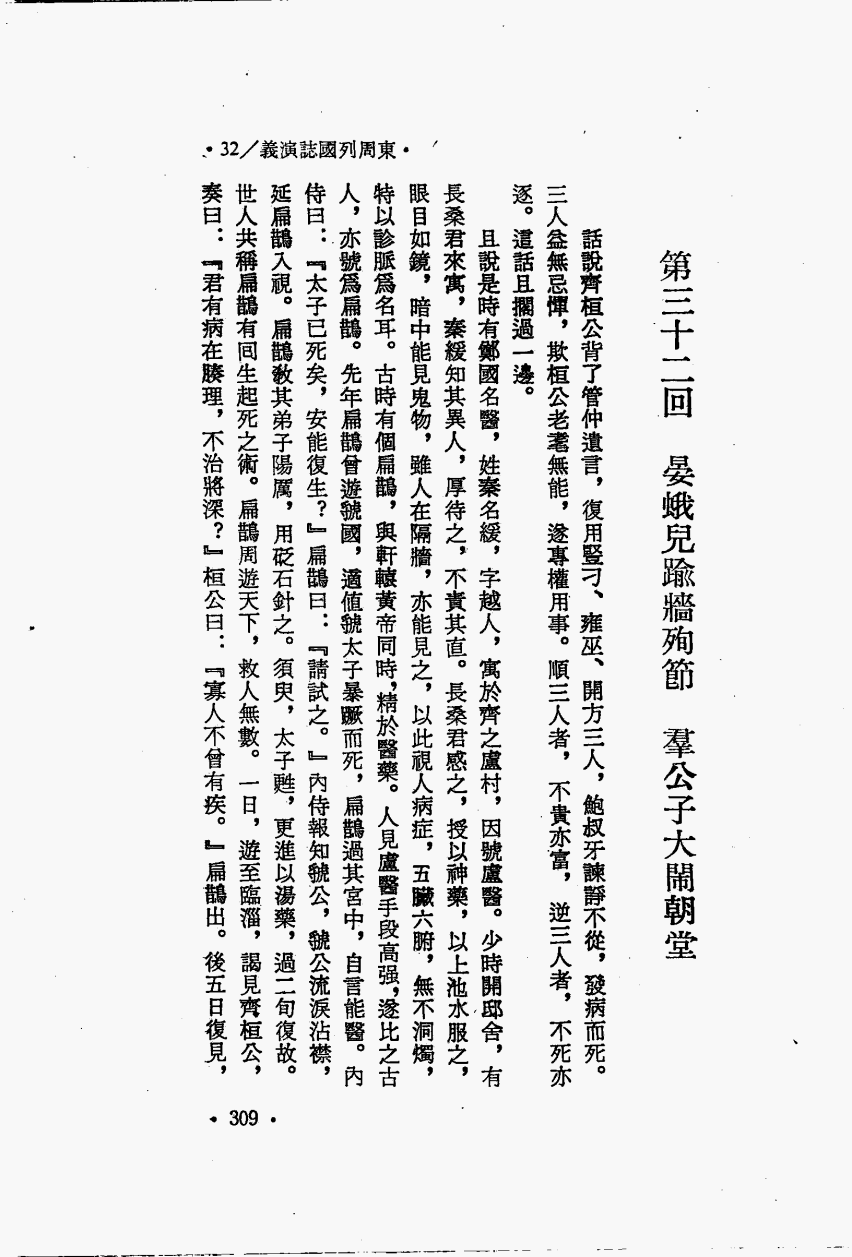 ·東周列國誌演義/32·
第三十二回　晏蛾兒踰牆殉節　羣公子大鬧朝堂
話說齊桓公背了管仲遺言，復用豎刁、雍巫、開方三人，鮑叔牙諫諍不從，發病而死。
三人益無忌憚，欺桓公老耄無能，遂專權用事。順三人者，不貴亦富，逆三人者，不死亦
逐。這話且擱過一邊。
且說是時有鄭國名醫，姓秦名緩，字越人，寓於齊之盧村，因號盧醫。少時開邸舍，有
長桑君來寓，秦緩知其異人，厚待之，不責其直。長桑君感之，授以神藥，以上池水服之，
眼目如鏡，暗中能見鬼物，雖人在隔牆，亦能見之，以此視人病症，五臟六腑，無不洞燭，
特以診脈爲名耳。古時有個扁鵲，與軒轅黃帝同時，精於醫藥。人見盧醫手段高强，遂比之古
人，亦號爲扁鵲。先年扁鵲曾遊虢國，適值虢太子暴蹶而死，扁鵲過其宮中，自言能醫。內
侍曰：『太子已死矣，安能復生？』扁鵲曰：『請試之。』內侍報知虢公，虢公流淚沾襟，
延扁鵲入視。扁鵲敎其弟子陽厲，用砭石針之。須臾，太子甦，更進以湯藥，過二旬復故。
世人共稱扁鵲有囘生起死之術。扁鵲周遊天下，救人無數。一日，遊至臨淄，謁見齊桓公，
奏曰：『君有病在腠理，不治將深？』桓公曰：『寡人不曾有疾。』扁鵲出。後五日復見，
·309·